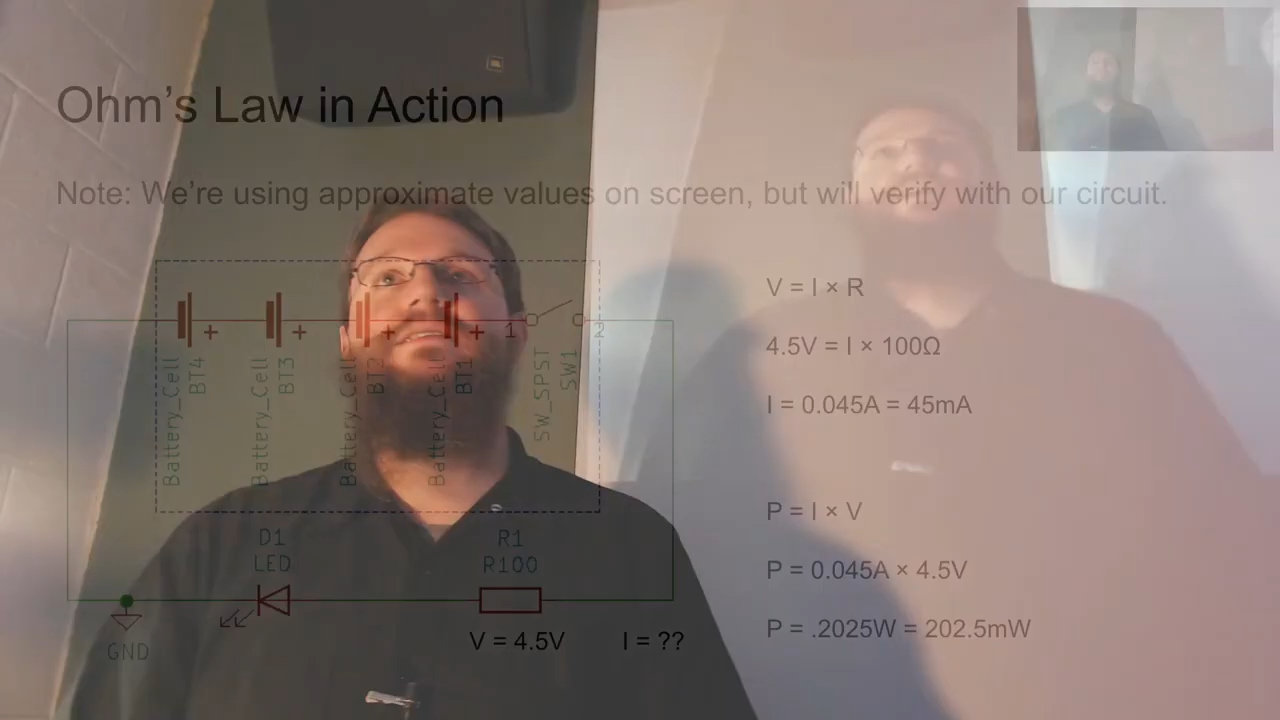 Ohm's Law in Action
Note: We're using approximate values on screen, but will verify with our circuit.
V = I × R
4.5V = I × 100Ω
I = 0.045A = 45mA
P = I × V
P = 0.045A × 4.5V
P = .2025W = 202.5mW
+ + + + 1 2
Battery_Cell
BT4
Battery_Cell
BT3
Battery_Cell
BT2
Battery_Cell
BT1
SW_SPST
SW1
D1
LED
R1
R100
V = 4.5V I = ??
GND